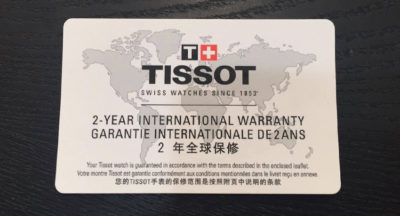 T+
TISSOT
SWISS WATCHES SINCE 1853
2-YEAR INTERNATIONAL WARRANTY
GARANTIE INTERNATIONALE DE 2 ANS
2 年全球保修
Your Tissot watch is guaranteed in accordance with the terms described in the enclosed leaflet.
Votre montre Tissot est garantie conformément aux conditions mentionnées dans le livret reçu en annexe.
您的TISSOT手表的保修范围是按照附页中说明的条款